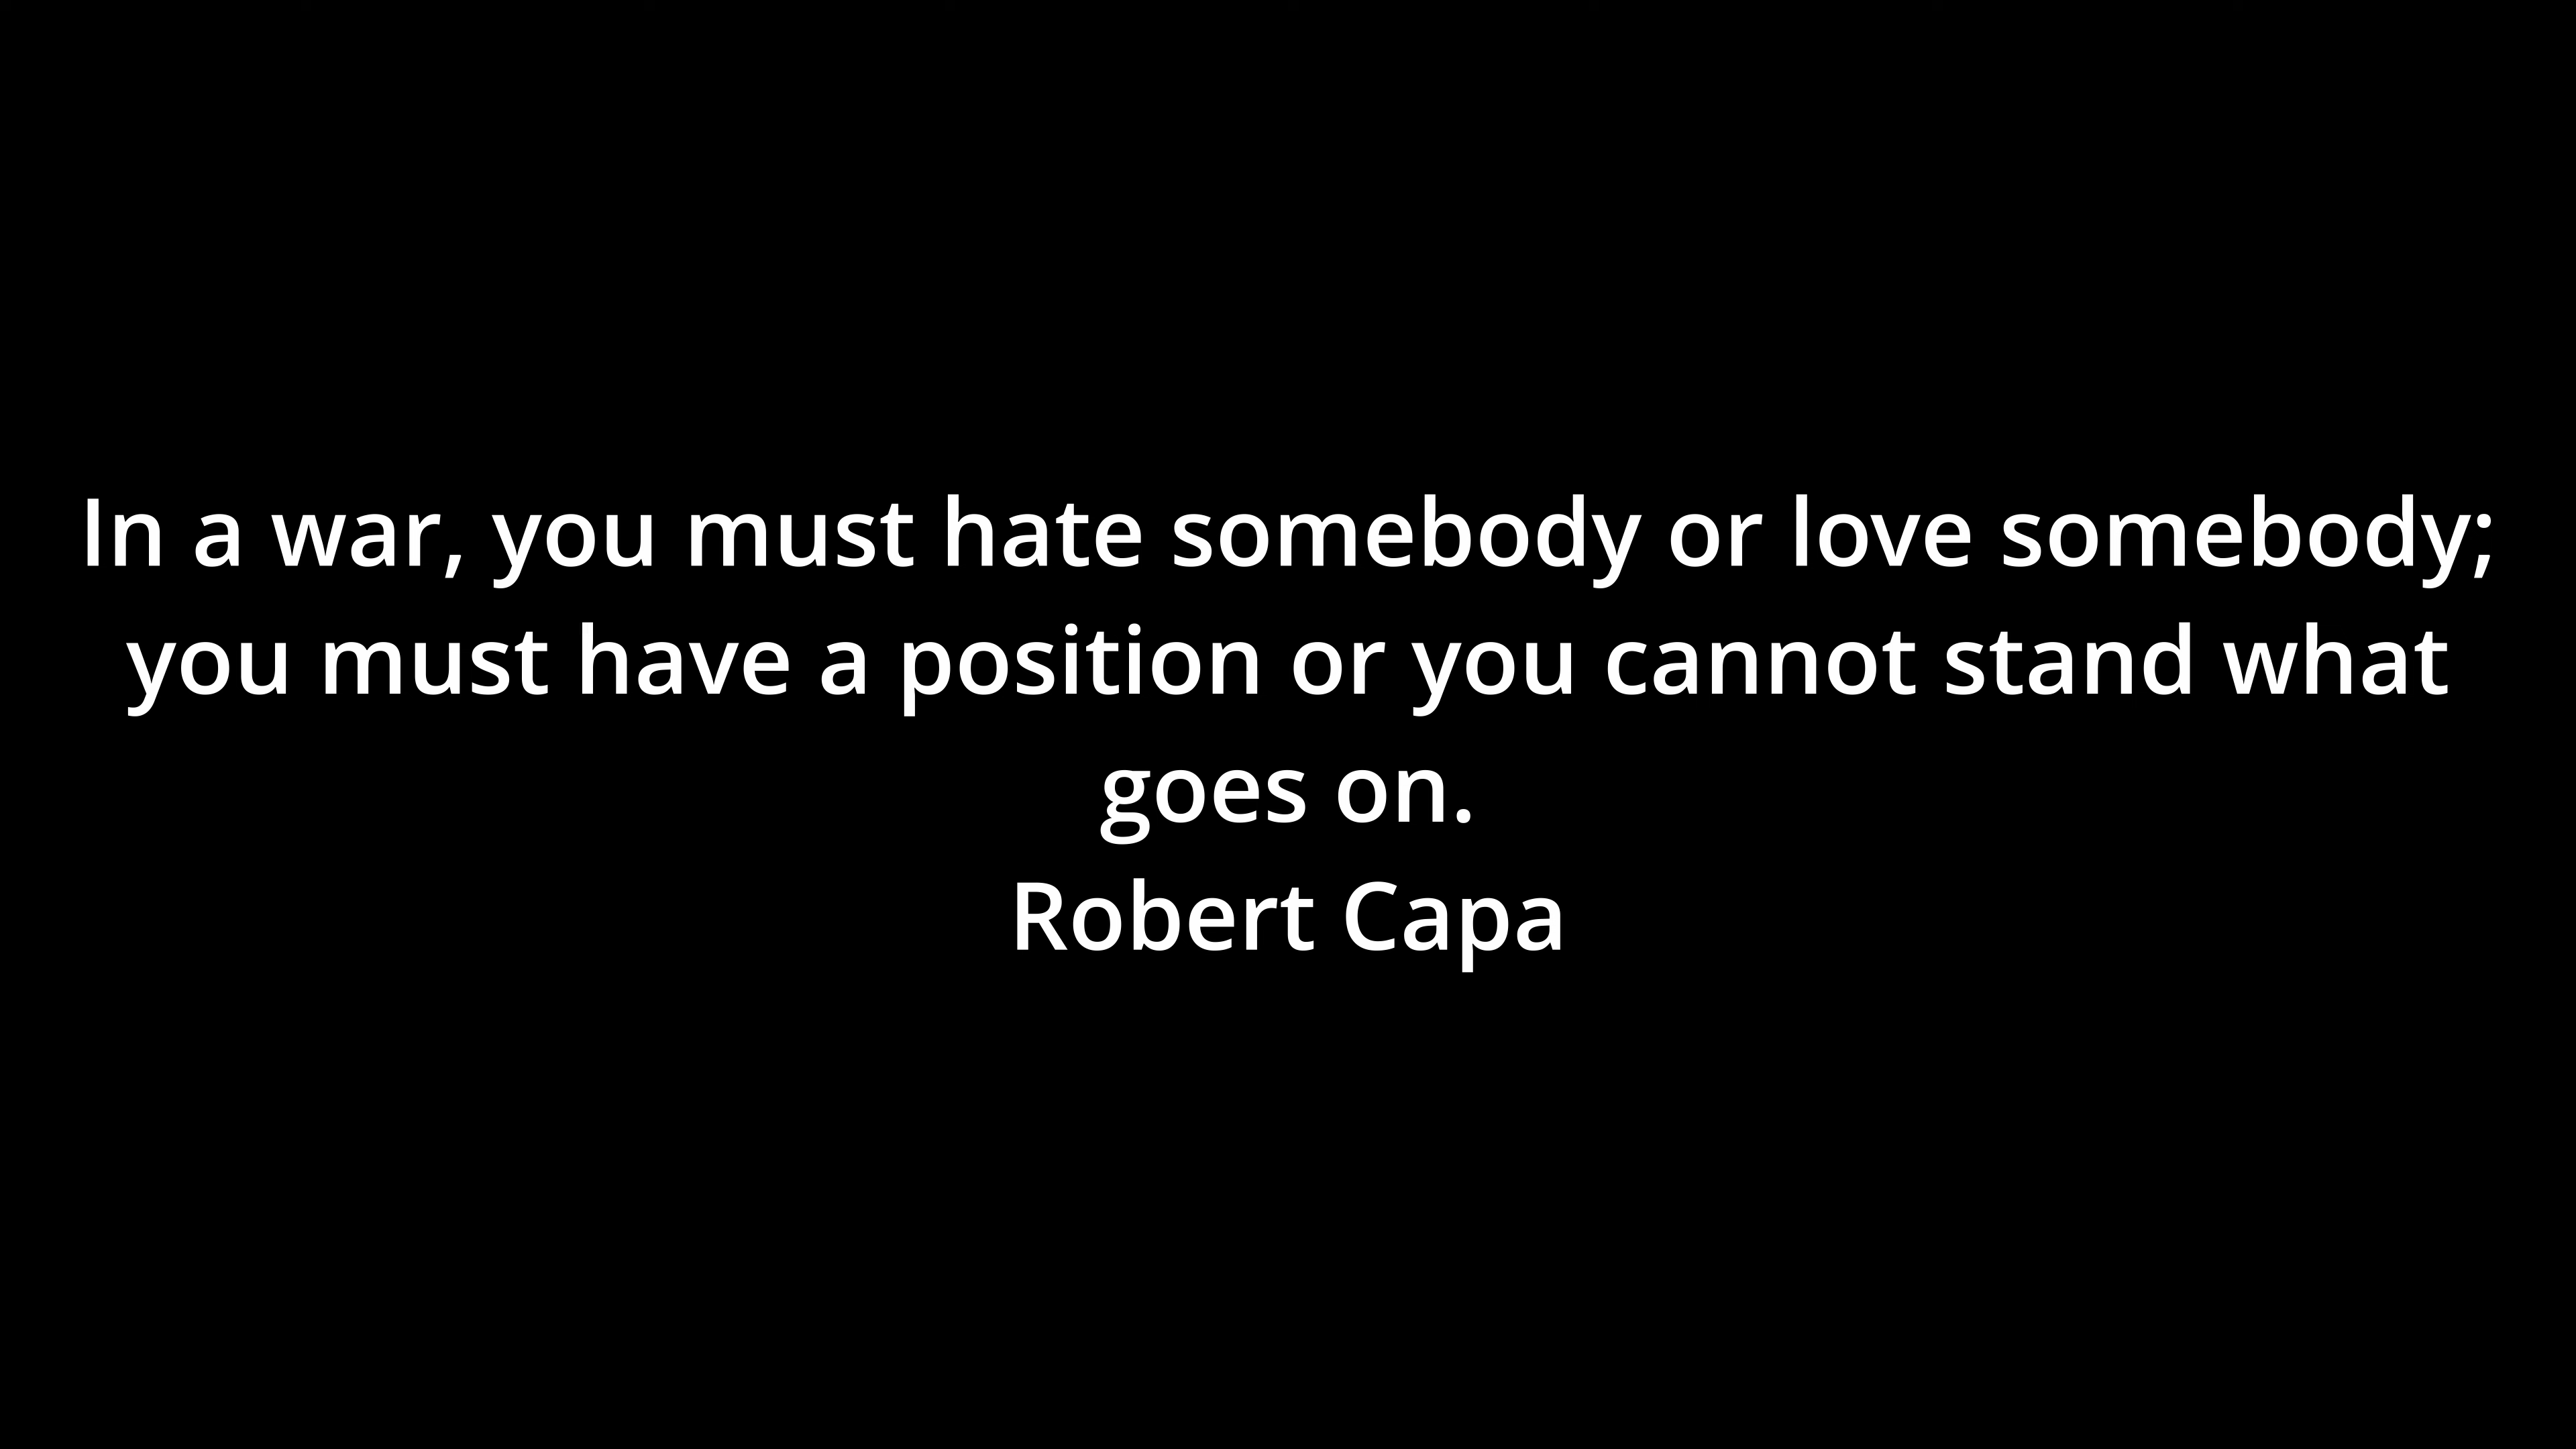 In a war, you must hate somebody or love somebody;
you must have a position or you cannot stand what
goes on.
Robert Capa